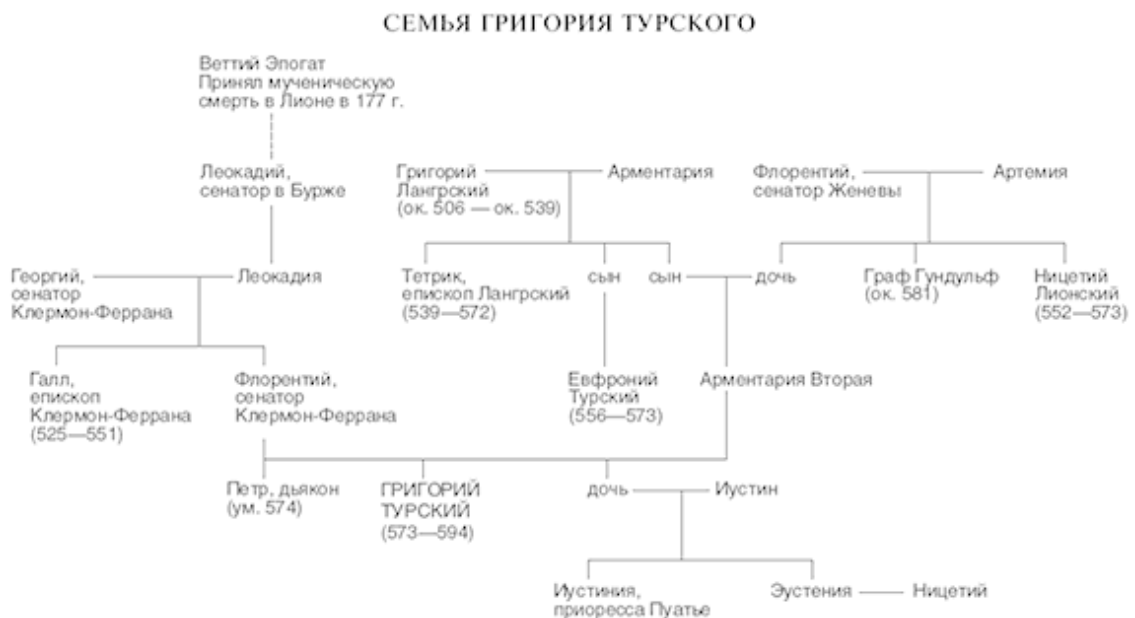 СЕМЬЯ ГРИГОРИЯ ТУРСКОГО
Веттий Эпогат
Принял мученическую
смерть в Лионе в 177 г.
Леокадий,
сенатор в Бурже
Григорий
Лангрский
(ок. 506 — ок. 539)
Арментария
Флорентий,
сенатор Женевы
Артемия
Георгий,
сенатор
Клермон-Феррана
Леокадия
Тетрик,
епископ Лангрский
(539—572)
сын
сын
дочь
Граф Гундульф
(ок. 581)
Ницетий
Лионский
(552—573)
Галл,
епископ
Клермон-Феррана
(525—551)
Флорентий,
сенатор
Клермон-Феррана
Евфроний
Турский
(556—573)
Арментария Вторая
Петр, дьякон
(ум. 574)
ГРИГОРИЙ
ТУРСКИЙ
(573—594)
дочь
Иустин
Иустиния,
приоресса Пуатье
Эустения
Ницетий